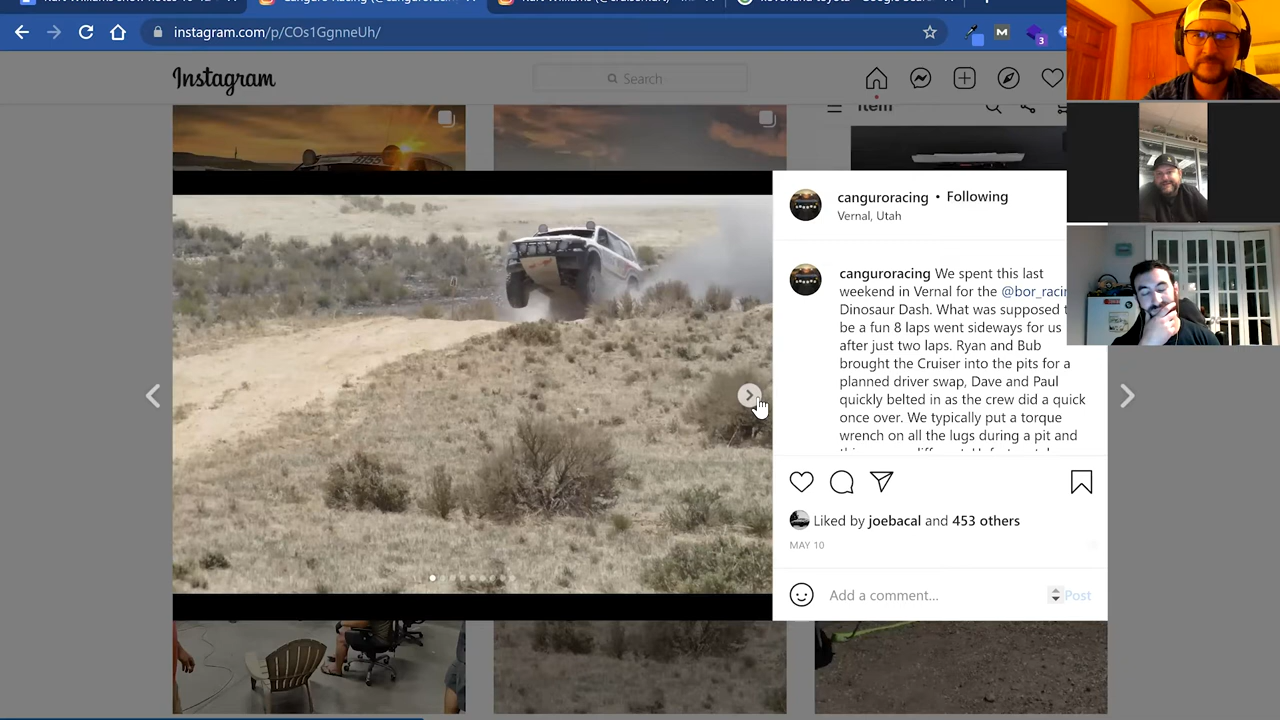 instagram.com/p/COs1GgnneUh/
3
Instagram
Search
Item
canguroracing • Following
Vernal, Utah
canguroracing We spent this last
weekend in Vernal for the @bor_racin
Dinosaur Dash. What was supposed
be a fun 8 laps went sideways for us
after just two laps. Ryan and Bub
brought the Cruiser into the pits for a
planned driver swap, Dave and Paul
quickly belted in as the crew did a quick
once over. We typically put a torque
wrench on all the lugs during a pit and
Liked by joebacal and 453 others
MAY 10
Add a comment...
Post